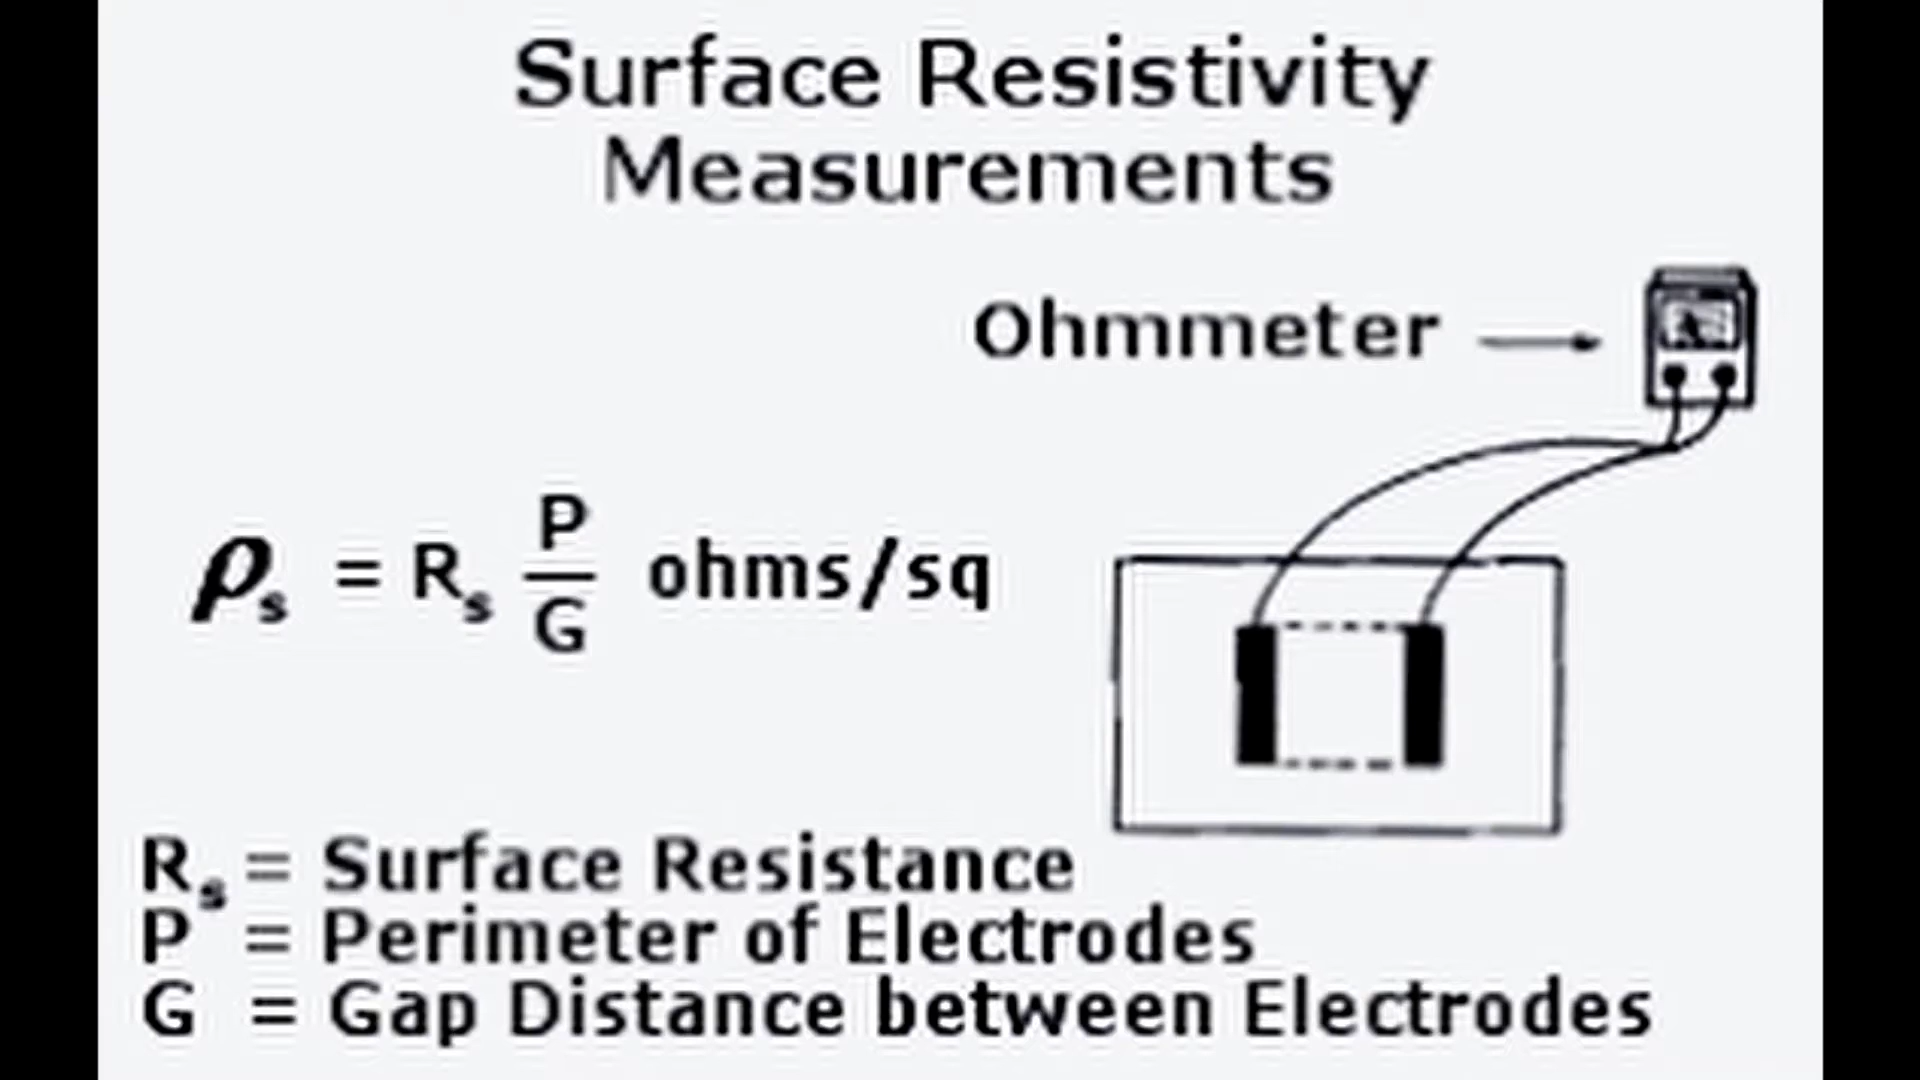 Surface Resistivity
Measurements
Ohmmeter
ρs = Rs P/G ohms/sq
Rs = Surface Resistance
P = Perimeter of Electrodes
G = Gap Distance between Electrodes